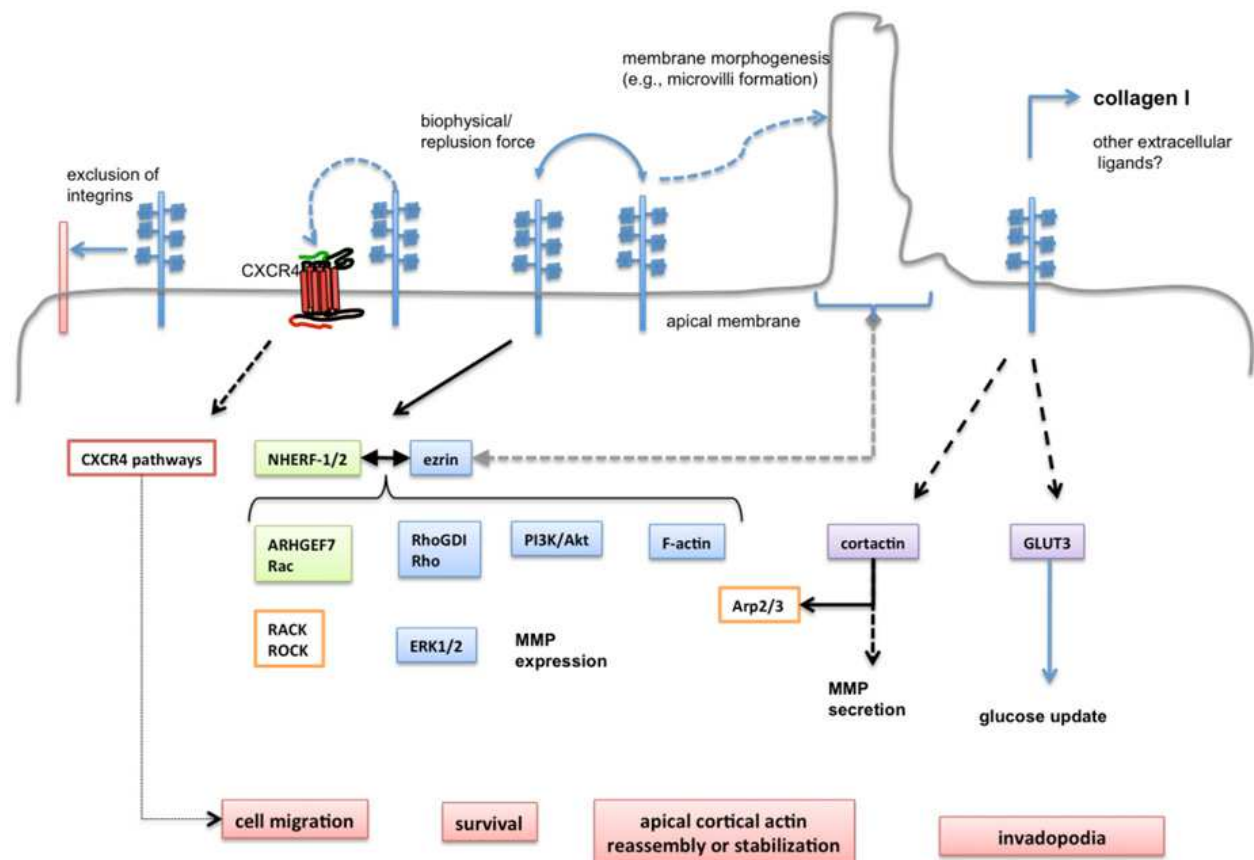 membrane morphogenesis
(e.g., microvilli formation)
collagen I
other extracellular
ligands?
biophysical/
replusion force
exclusion of
integrins
CXCR4
apical membrane
CXCR4 pathways
NHERF-1/2
ezrin
ARHGEF7
Rac
RhoGDI
Rho
PI3K/Akt
F-actin
cortactin
GLUT3
Arp2/3
RACK
ROCK
ERK1/2
MMP
expression
MMP
secretion
glucose update
cell migration
survival
apical cortical actin
reassembly or stabilization
invadopodia